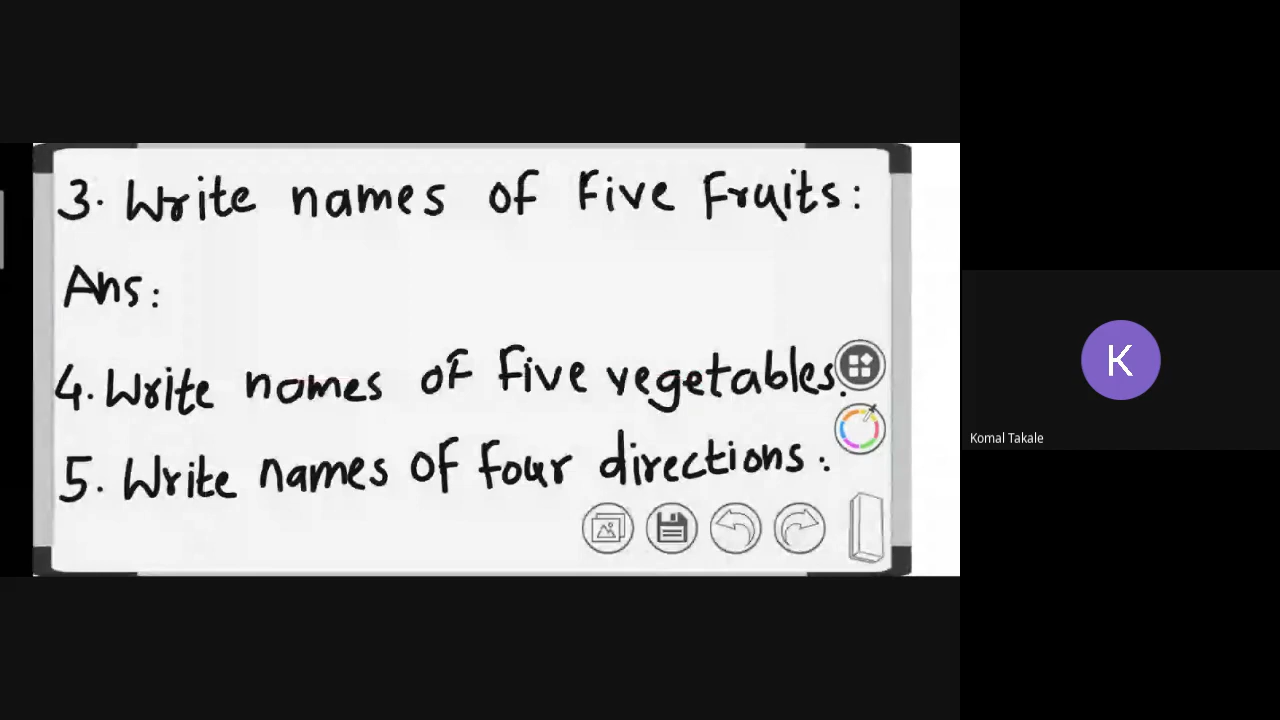 3. Write names of Five Fruits:
Ans:
4. Write names of five vegetables.
5. Write names of four directions:
K
Komal Takale